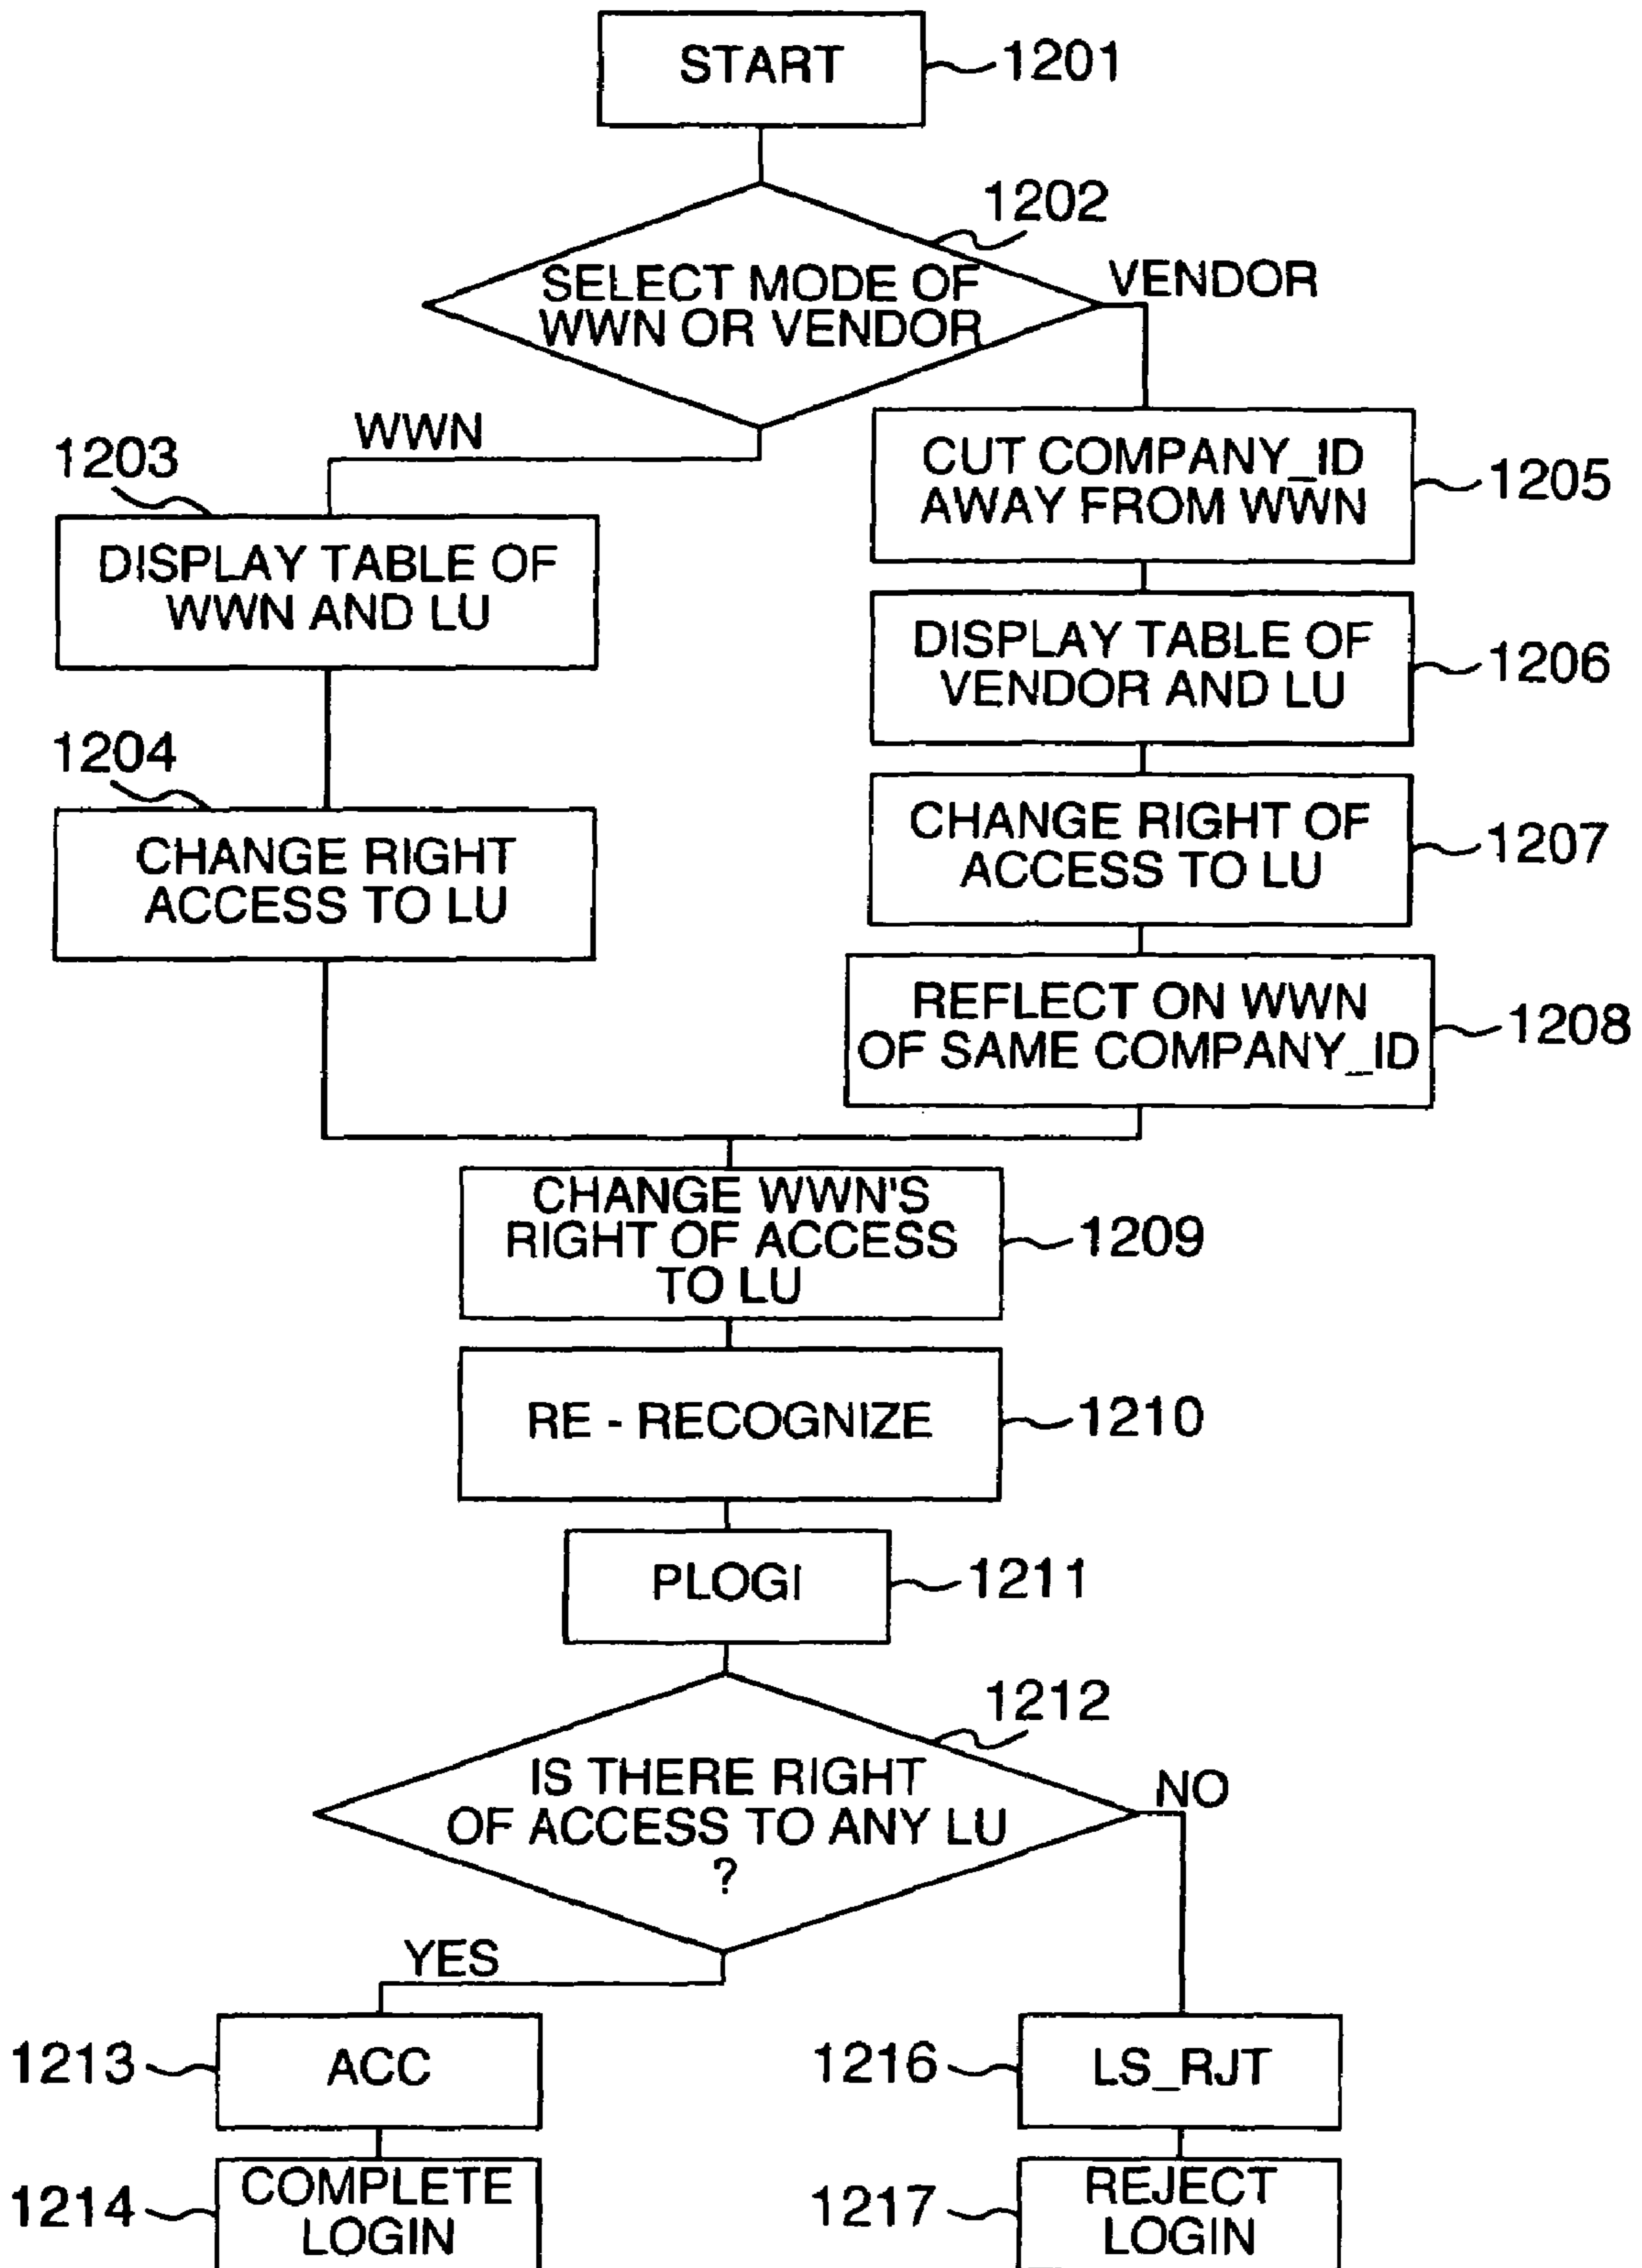 START
1201
1202
SELECT MODE OF
WWN OR VENDOR
VENDOR
WWN
1203
DISPLAY TABLE OF
WWN AND LU
CUT COMPANY_ID
AWAY FROM WWN
1205
DISPLAY TABLE OF
VENDOR AND LU
1206
1204
CHANGE RIGHT
ACCESS TO LU
CHANGE RIGHT OF
ACCESS TO LU
1207
REFLECT ON WWN
OF SAME COMPANY_ID
1208
CHANGE WWN'S
RIGHT OF ACCESS
TO LU
1209
RE - RECOGNIZE
1210
PLOGI
1211
1212
IS THERE RIGHT
OF ACCESS TO ANY LU
?
NO
YES
1213
ACC
1216
LS_RJT
1214
COMPLETE
LOGIN
1217
REJECT
LOGIN